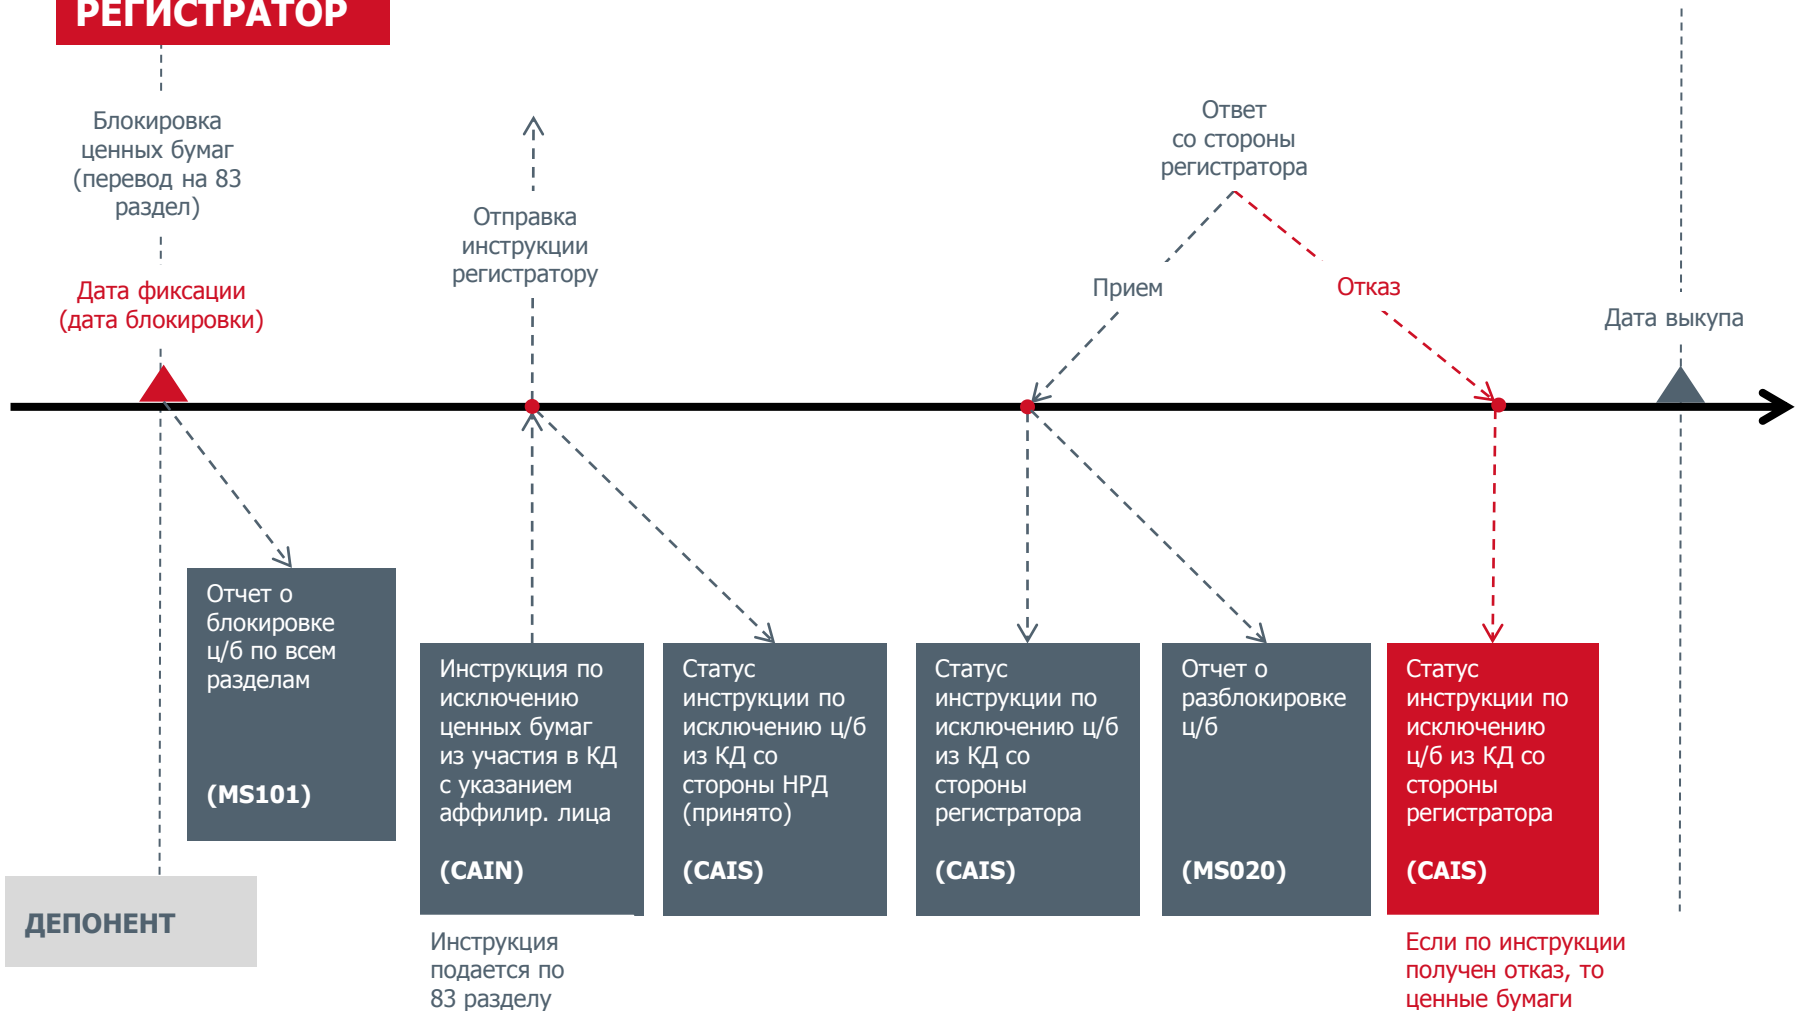 РЕГИСТРАТОР
Блокировка
ценных бумаг
(перевод на 83
раздел)
Дата фиксации
(дата блокировки)
Отправка
инструкции
регистратору
Ответ
со стороны
регистратора
Прием
Отказ
Дата выкупа
Отчет о
блокировке
ц/б по всем
разделам
(MS101)
Инструкция по
исключению
ценных бумаг
из участия в КД
с указанием
аффилир. лица
(CAIN)
Статус
инструкции по
исключению ц/б
из КД со
стороны НРД
(принято)
(CAIS)
Статус
инструкции по
исключению ц/б
из КД со
стороны
регистратора
(CAIS)
Отчет о
разблокировке
ц/б
(MS020)
Статус
инструкции по
исключению
ц/б из КД со
стороны
регистратора
(CAIS)
ДЕПОНЕНТ
Инструкция
подается по
83 разделу
Если по инструкции
получен отказ, то
ценные бумаги